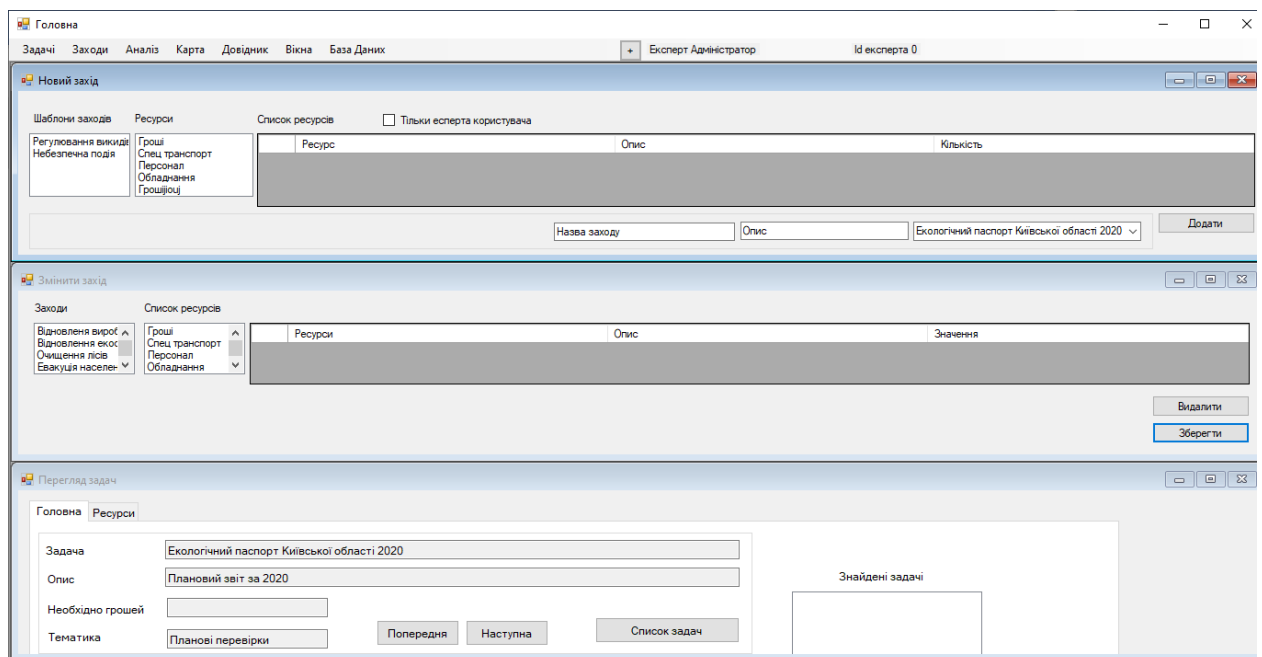 Головна
Задачі Заходи Аналіз Карта Довідник Вікна База Даних + Експерт Адміністратор Id експерта 0
Новий захід
Шаблони заходів Ресурси Список ресурсів Тільки есперта користувача
Регулювання викидів
Небезпечна подія
Гроші
Спец транспорт
Персонал
Обладнання
Грошіjiouj
Ресурс Опис Кількість
Назва заходу Опис Екологічний паспорт Київської області 2020 Додати
Змінити захід
Заходи Список ресурсів
Відновленя вироб
Відновлення екос
Очищення лісів
Евакуція населен
Гроші
Спец транспорт
Персонал
Обладнання
Ресурси Опис Значення
Видалити
Зберегти
Перегляд задач
Головна Ресурси
Задача Екологічний паспорт Київської області 2020
Опис Плановий звіт за 2020
Знайдені задачі
Необхідно грошей
Тематика Планові перевірки Попередня Наступна Список задач